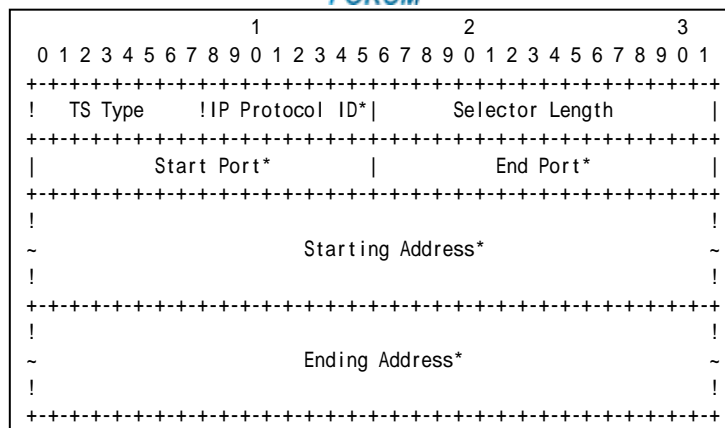 FORUM
                     1                   2                   3
 0 1 2 3 4 5 6 7 8 9 0 1 2 3 4 5 6 7 8 9 0 1 2 3 4 5 6 7 8 9 0 1
+-+-+-+-+-+-+-+-+-+-+-+-+-+-+-+-+-+-+-+-+-+-+-+-+-+-+-+-+-+-+-+-+
!   TS Type     !IP Protocol ID*|       Selector Length         |
+-+-+-+-+-+-+-+-+-+-+-+-+-+-+-+-+-+-+-+-+-+-+-+-+-+-+-+-+-+-+-+-+
|           Start Port*         |           End Port*           |
+-+-+-+-+-+-+-+-+-+-+-+-+-+-+-+-+-+-+-+-+-+-+-+-+-+-+-+-+-+-+-+-+
!                                                               !
~                         Starting Address*                     ~
!                                                               !
+-+-+-+-+-+-+-+-+-+-+-+-+-+-+-+-+-+-+-+-+-+-+-+-+-+-+-+-+-+-+-+-+
!                                                               !
~                         Ending Address*                       ~
!                                                               !
+-+-+-+-+-+-+-+-+-+-+-+-+-+-+-+-+-+-+-+-+-+-+-+-+-+-+-+-+-+-+-+-+